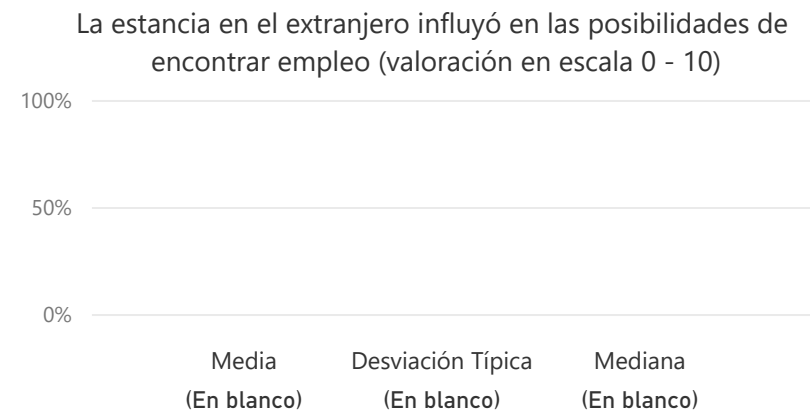 La estancia en el extranjero influyó en las posibilidades de
encontrar empleo (valoración en escala 0 - 10)
100%
50%
0%
Media Desviación Típica Mediana
(En blanco) (En blanco) (En blanco)